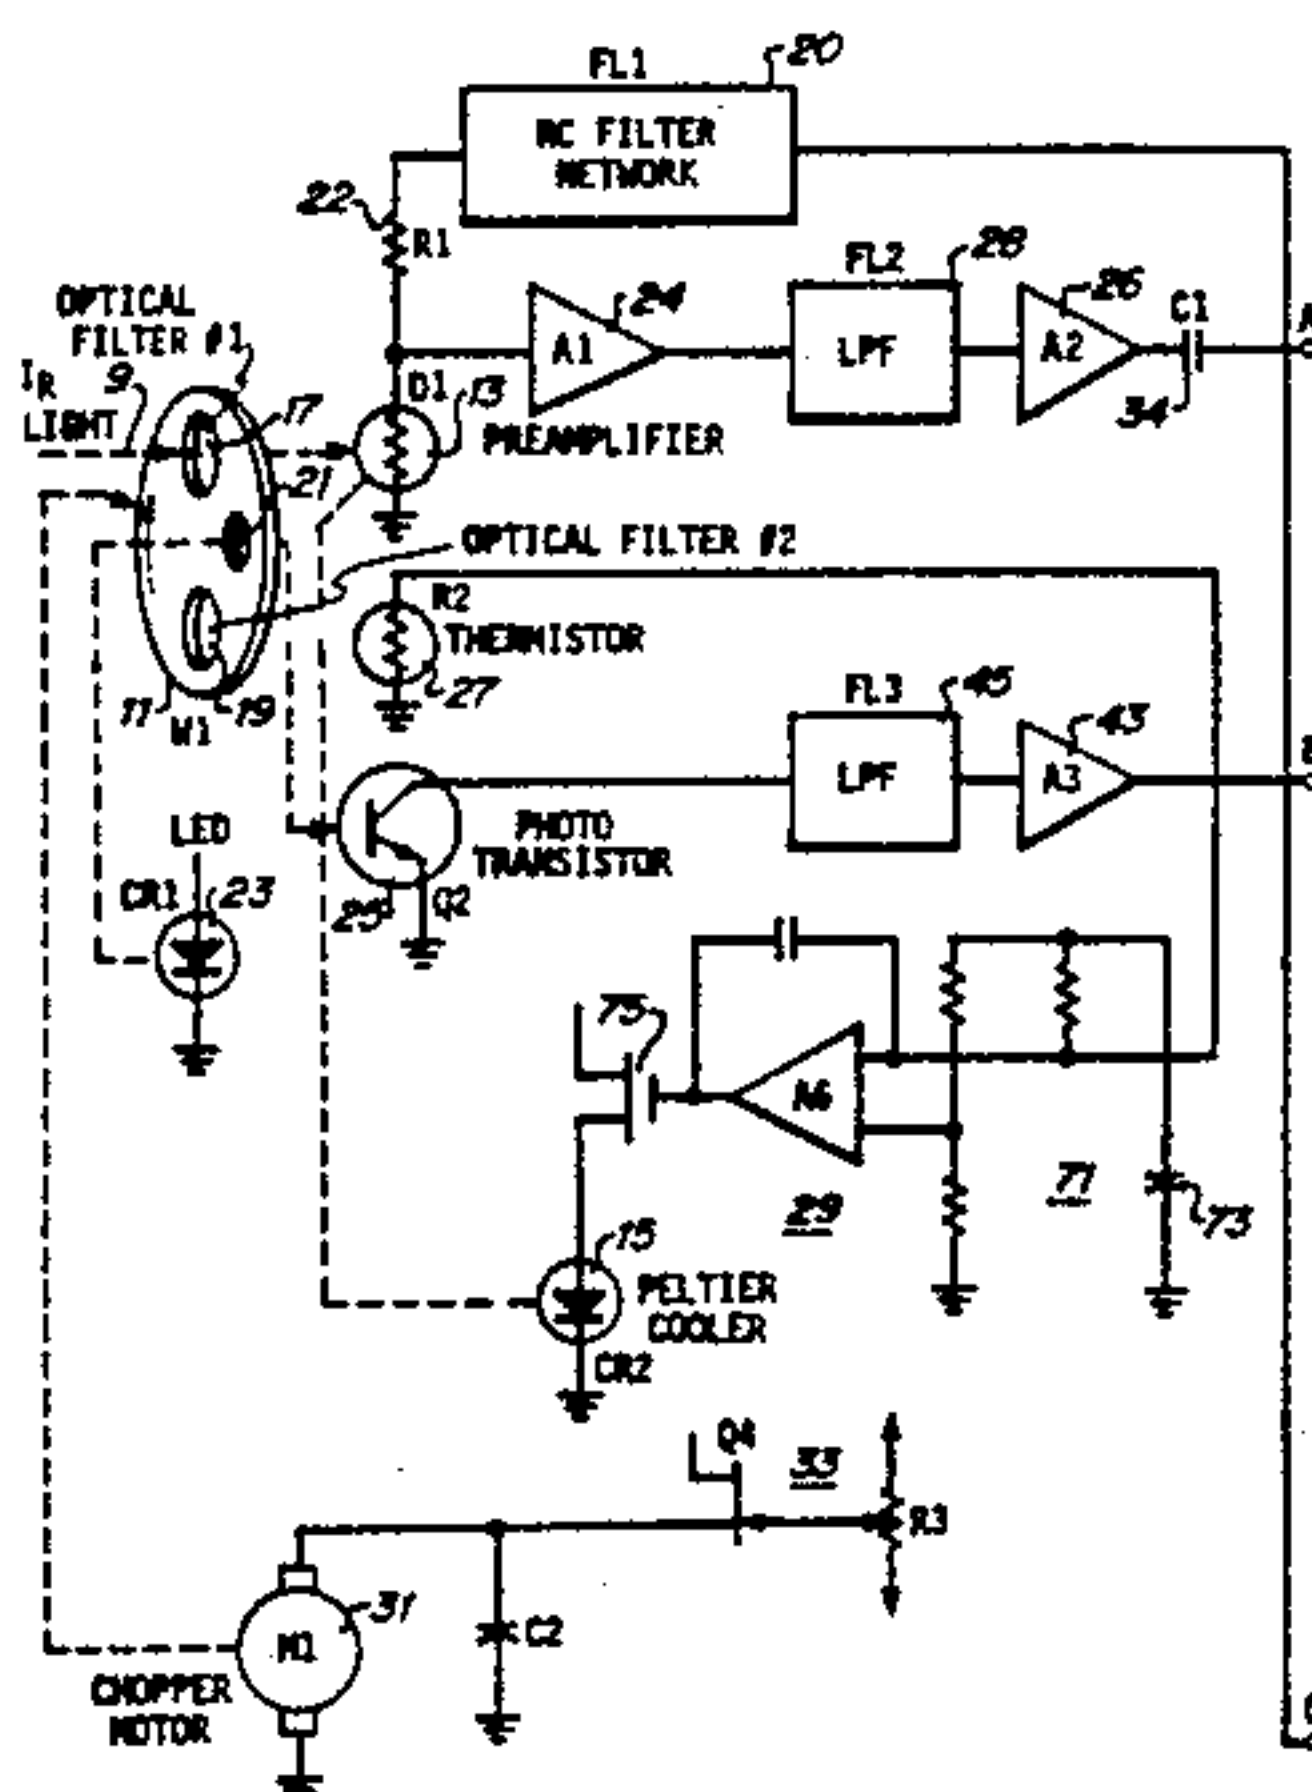 FL1
20
RC FILTER
NETWORK
22
R1
FL2
28
OPTICAL
FILTER #1
24
26
C1
A
A1
LPF
A2
IR
LIGHT
9
17
D1
13
PREAMPLIFIER
34
21
OPTICAL FILTER #2
R2
THERMISTOR
27
11
19
W1
FL3
45
43
LPF
A3
LED
PHOTO
TRANSISTOR
CR1
23
25
Q2
75
A6
29
71
73
15
PELTIER
COOLER
CR2
33
R3
31
M1
C2
CHOPPER
MOTOR